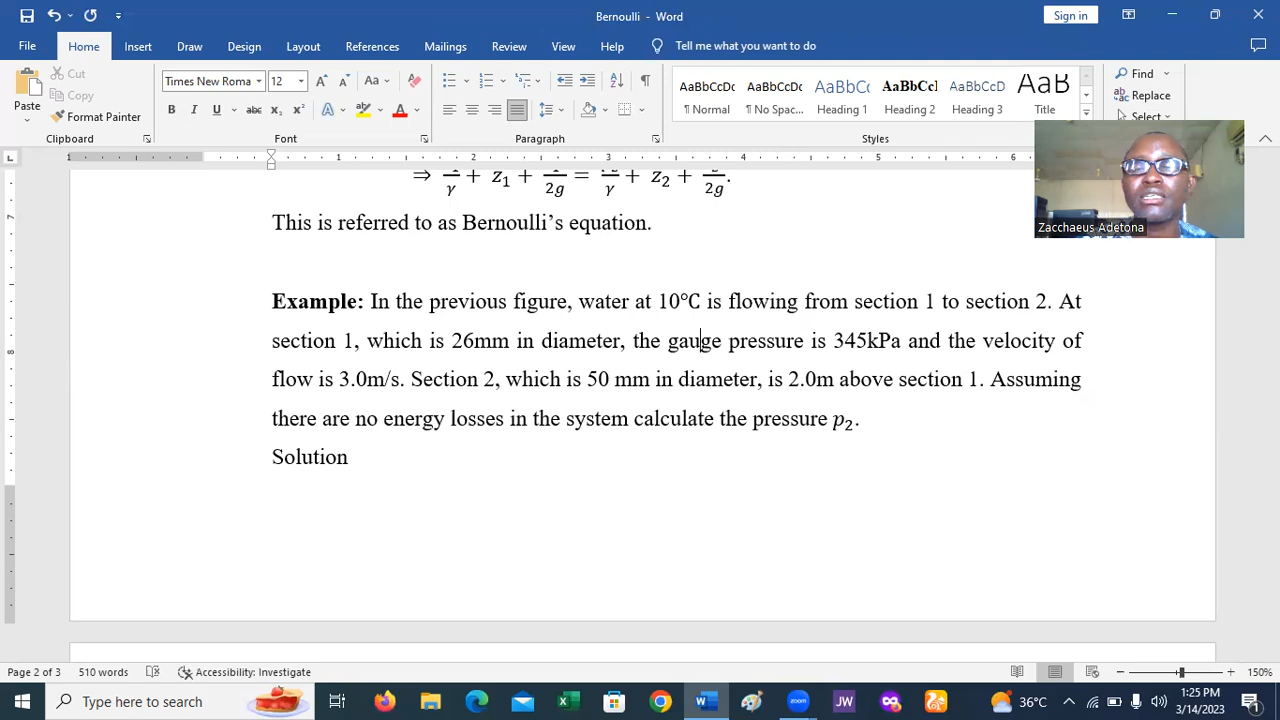 Bernoulli - Word
Sign in
File Home Insert Draw Design Layout References Mailings Review View Help Tell me what you want to do
Paste
Cut
Copy
Format Painter
Clipboard
Times New Roma 12
Font
Paragraph
AaBbCcDc AaBbCcDc AaBbC( AaBbCcl AaBbCcD AaB
¶ Normal ¶ No Spac... Heading 1 Heading 2 Heading 3 Title
Styles
Find
Replace
Select
Zacchaeus Adetona
This is referred to as Bernoulli’s equation.
Example: In the previous figure, water at 10℃ is flowing from section 1 to section 2. At
section 1, which is 26mm in diameter, the gauge pressure is 345kPa and the velocity of
flow is 3.0m/s. Section 2, which is 50 mm in diameter, is 2.0m above section 1. Assuming
there are no energy losses in the system calculate the pressure p₂.
Solution
Page 2 of 3 510 words Accessibility: Investigate 150%
Type here to search
zoom
JW
36°C
1:25 PM
3/14/2023